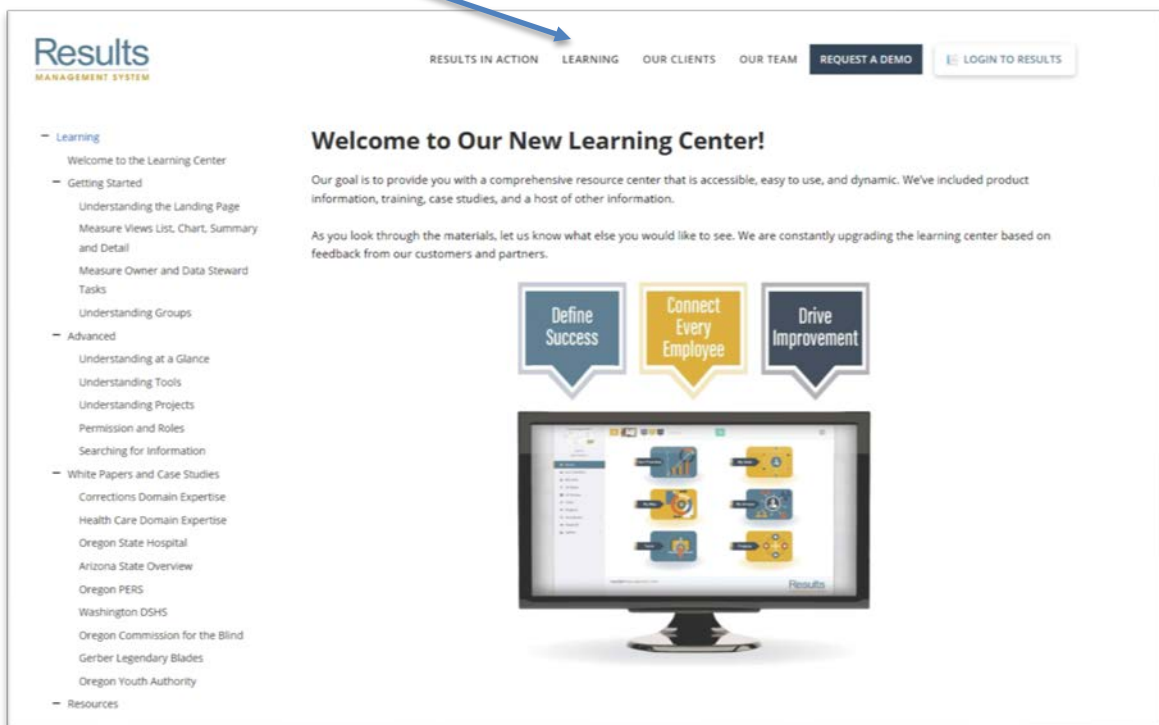 Results
MANAGEMENT SYSTEM
RESULTS IN ACTION LEARNING OUR CLIENTS OUR TEAM REQUEST A DEMO LOGIN TO RESULTS
Learning
Welcome to the Learning Center
Getting Started
Understanding the Landing Page
Measure Views List, Chart, Summary
and Detail
Measure Owner and Data Steward
Tasks
Understanding Groups
Advanced
Understanding at a Glance
Understanding Tools
Understanding Projects
Permission and Roles
Searching for Information
White Papers and Case Studies
Corrections Domain Expertise
Health Care Domain Expertise
Oregon State Hospital
Arizona State Overview
Oregon PERS
Washington DSHS
Oregon Commission for the Blind
Gerber Legendary Blades
Oregon Youth Authority
Resources
Welcome to Our New Learning Center!
Our goal is to provide you with a comprehensive resource center that is accessible, easy to use, and dynamic. We've included product
information, training, case studies, and a host of other information.
As you look through the materials, let us know what else you would like to see. We are constantly upgrading the learning center based on
feedback from our customers and partners.
Define
Success
Connect
Every
Employee
Drive
Improvement
Results